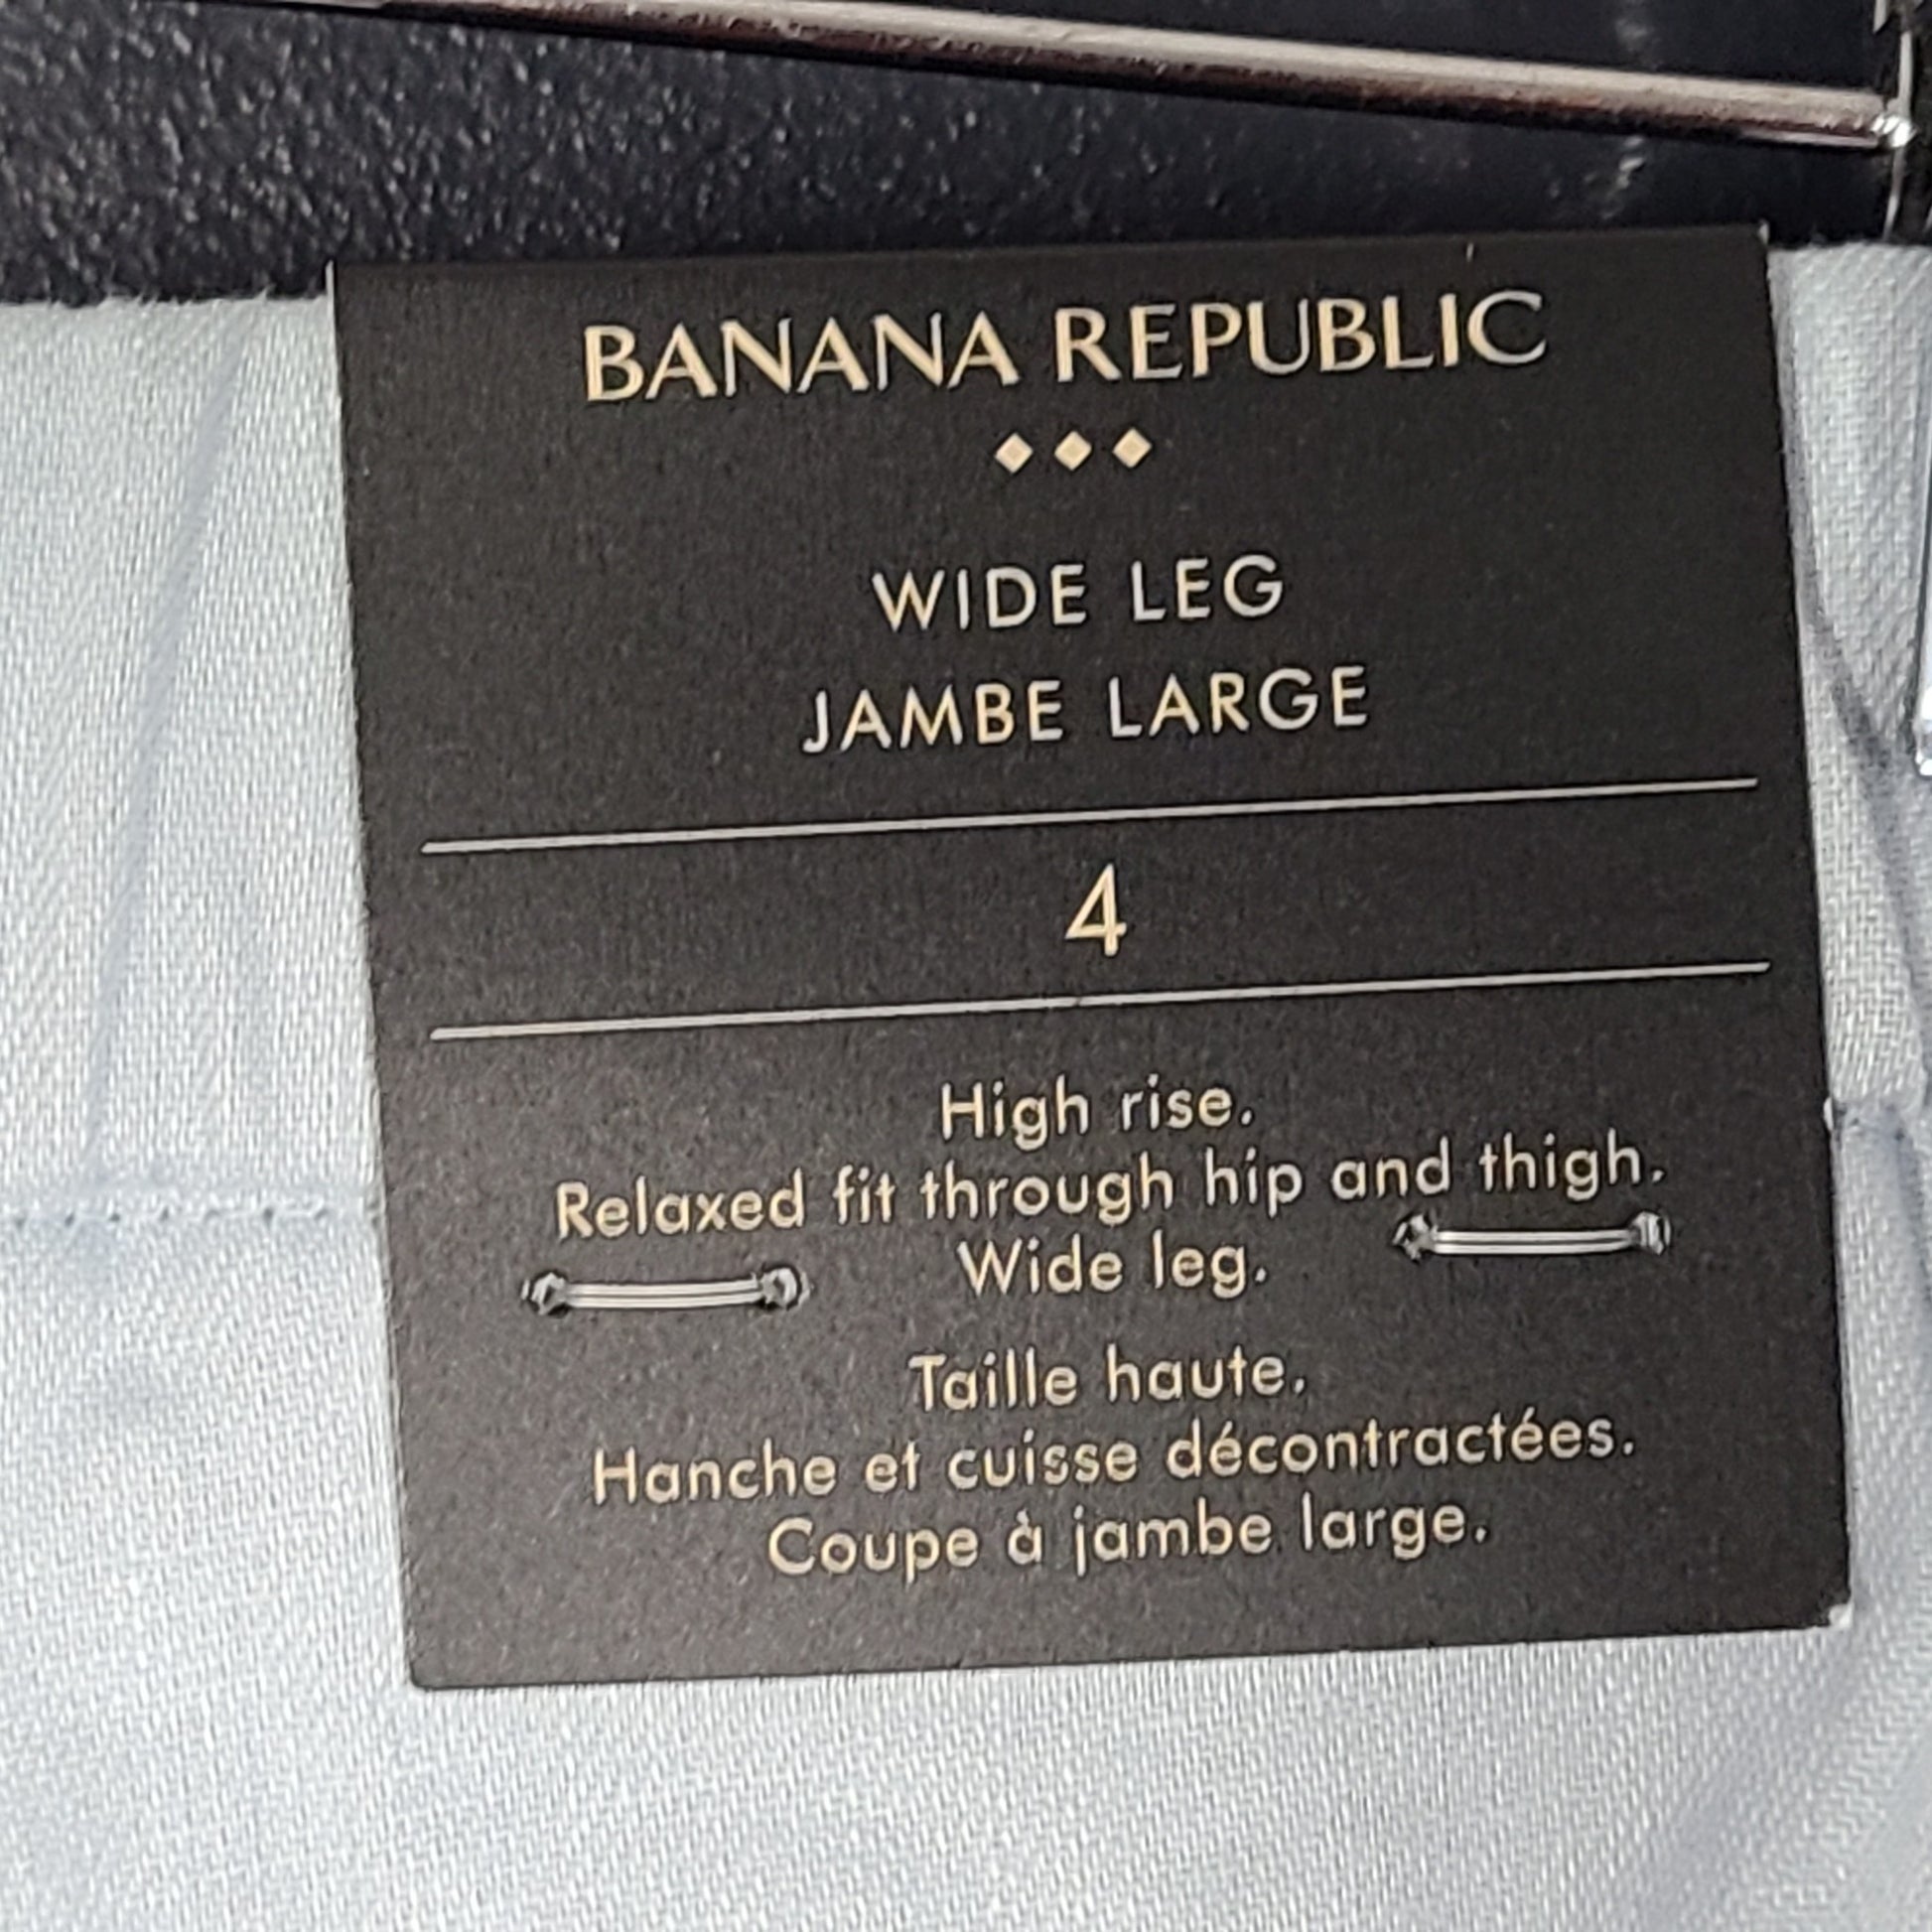 BANANA REPUBLIC
WIDE LEG
JAMBE LARGE
4
High rise.
Relaxed fit through hip and thigh.
Wide leg.
Taille haute.
Hanche et cuisse décontractées.
Coupe à jambe large.